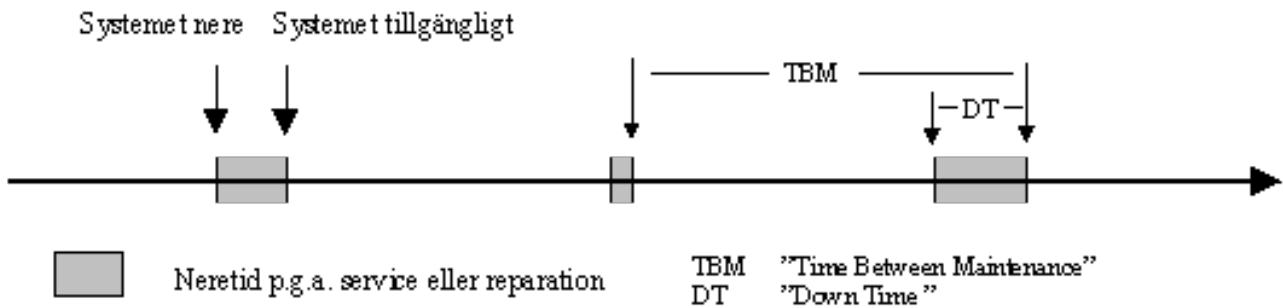 Systemet nere Systemet tillgängligt
TBM
DT
Neretid p.g.a. service eller reparation
TBM ”Time Between Maintenance”
DT ”Down Time”